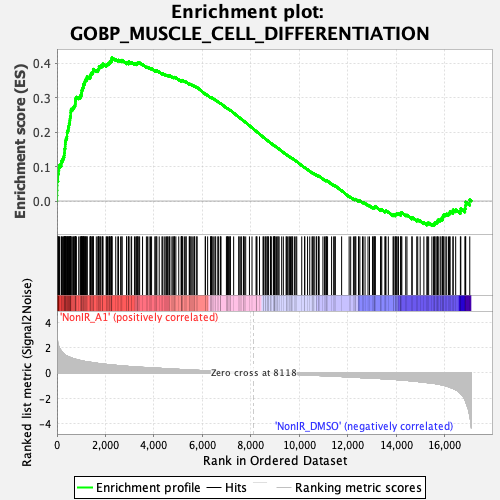 Enrichment plot:
GOBP_MUSCLE_CELL_DIFFERENTIATION
Enrichment score (ES)
0.4
0.3
0.2
0.1
0.0
'NonIR_A1' (positively correlated)
Ranked list metric (Signal2Noise)
4
2
0
-2
-4
Zero cross at 8118
'NonIR_DMSO' (negatively correlated)
0
2,000
4,000
6,000
8,000
10,000
12,000
14,000
16,000
Rank in Ordered Dataset
Enrichment profile
Hits
Ranking metric scores